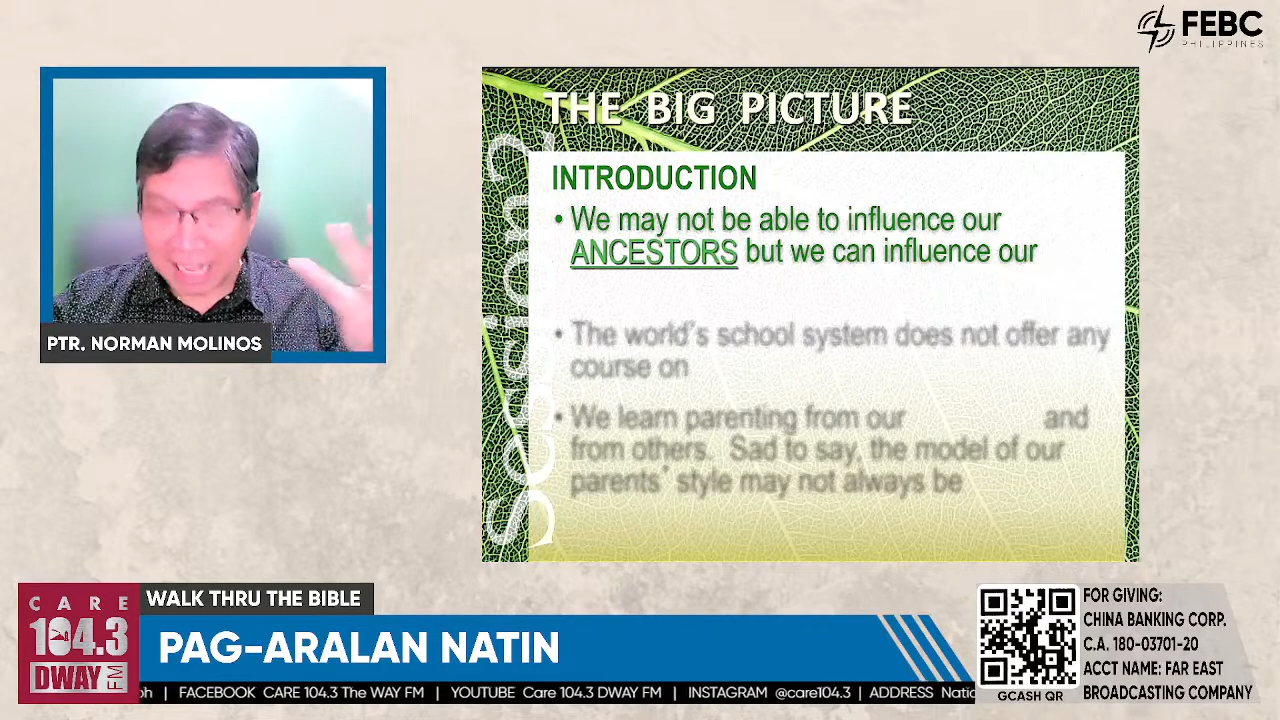 FEBC
PHILIPPINES
THE BIG PICTURE
Session 2
INTRODUCTION
• We may not be able to influence our
ANCESTORS but we can influence our
• The world's school system does not offer any
course on
• We learn parenting from our and
from others. Sad to say, the model of our
parents' style may not always be
PTR. NORMAN MOLINOS
CARE
104.3
DWAY FM
WALK THRU THE BIBLE
PAG-ARALAN NATIN
ph | FACEBOOK CARE 104.3 The WAY FM | YOUTUBE Care 104.3 DWAY FM | INSTAGRAM @care104.3 | ADDRESS Natio
GCASH QR
FOR GIVING:
CHINA BANKING CORP.
C.A. 180-03701-20
ACCT NAME: FAR EAST
BROADCASTING COMPANY